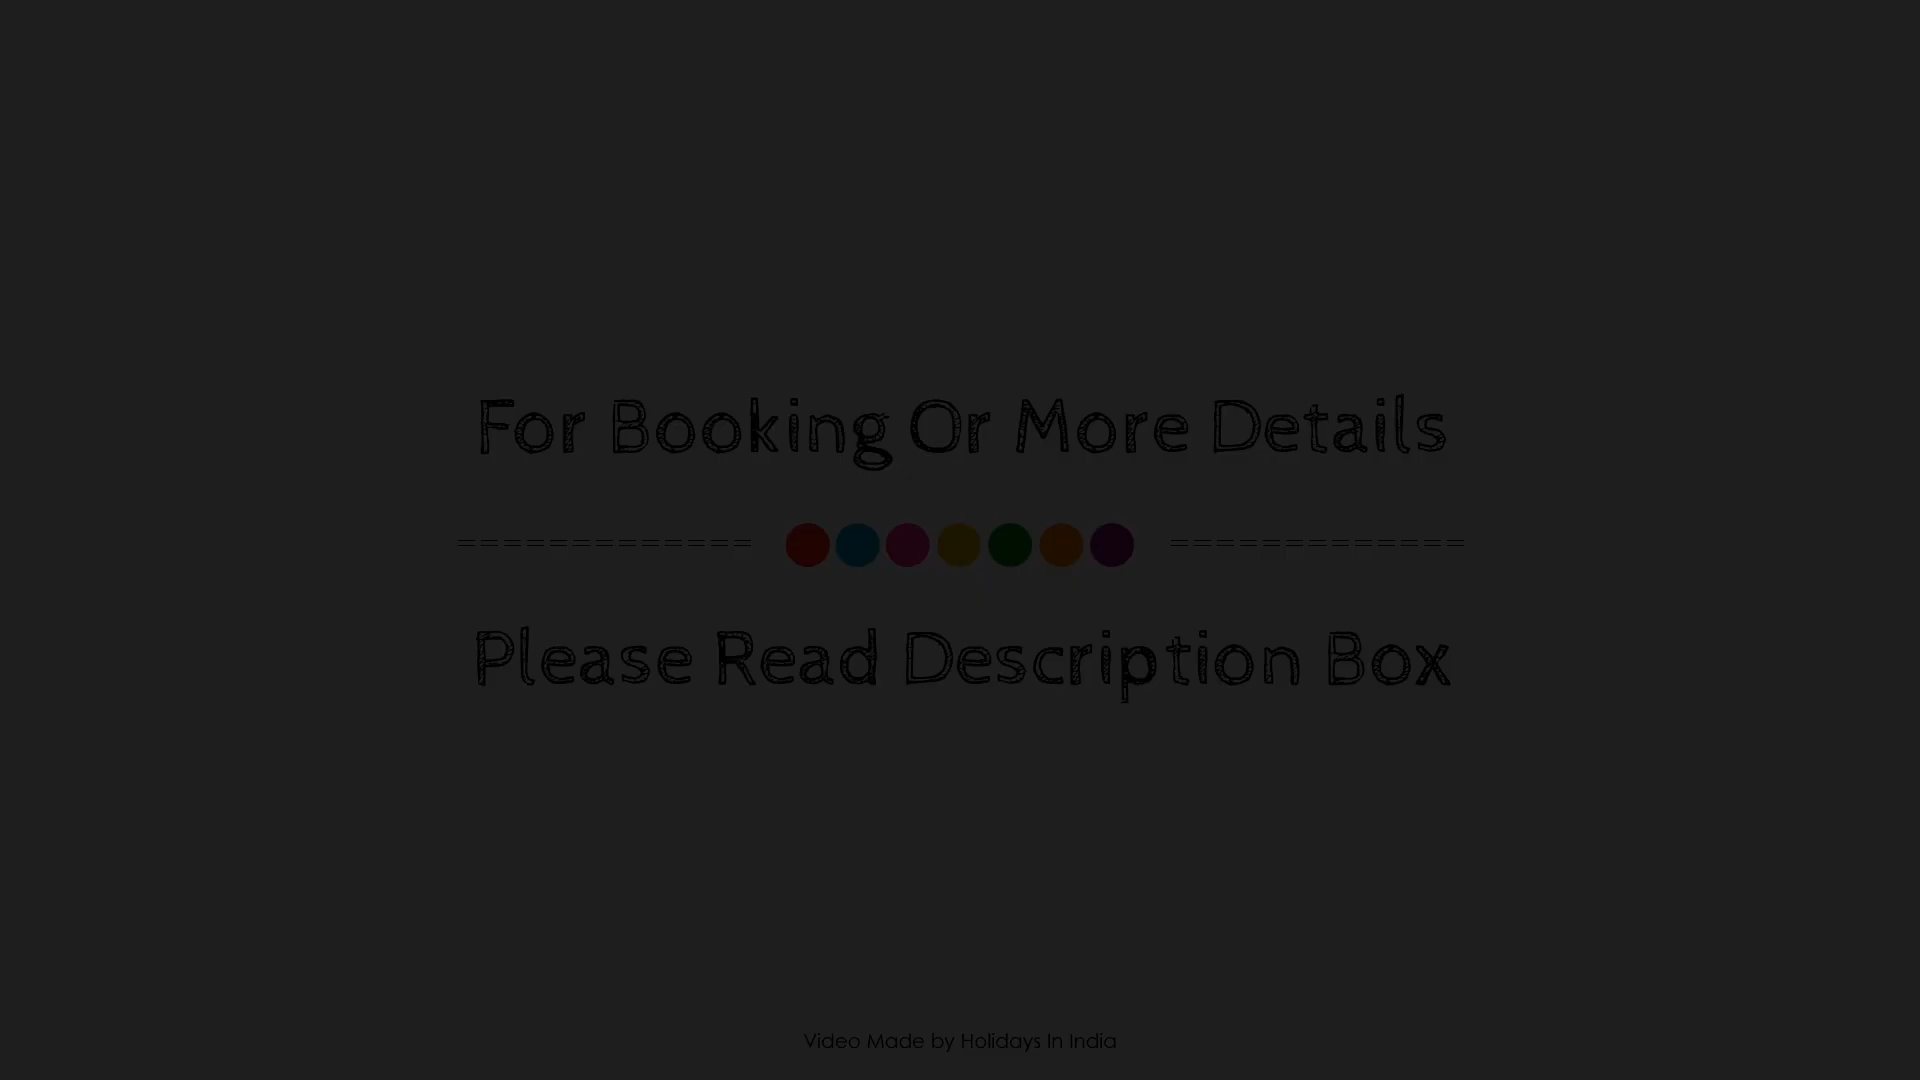 For Booking Or More Details
============= =============
Please Read Description Box
Video Made by Holidays In India